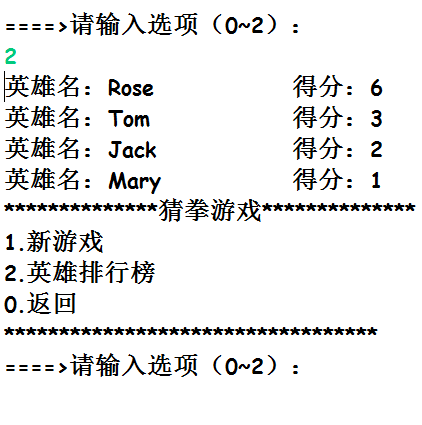 ====>请输入选项（0~2）：
2
英雄名：Rose 得分：6
英雄名：Tom 得分：3
英雄名：Jack 得分：2
英雄名：Mary 得分：1
**************猜拳游戏**************
1.新游戏
2.英雄排行榜
0.返回
**********************************
====>请输入选项（0~2）：